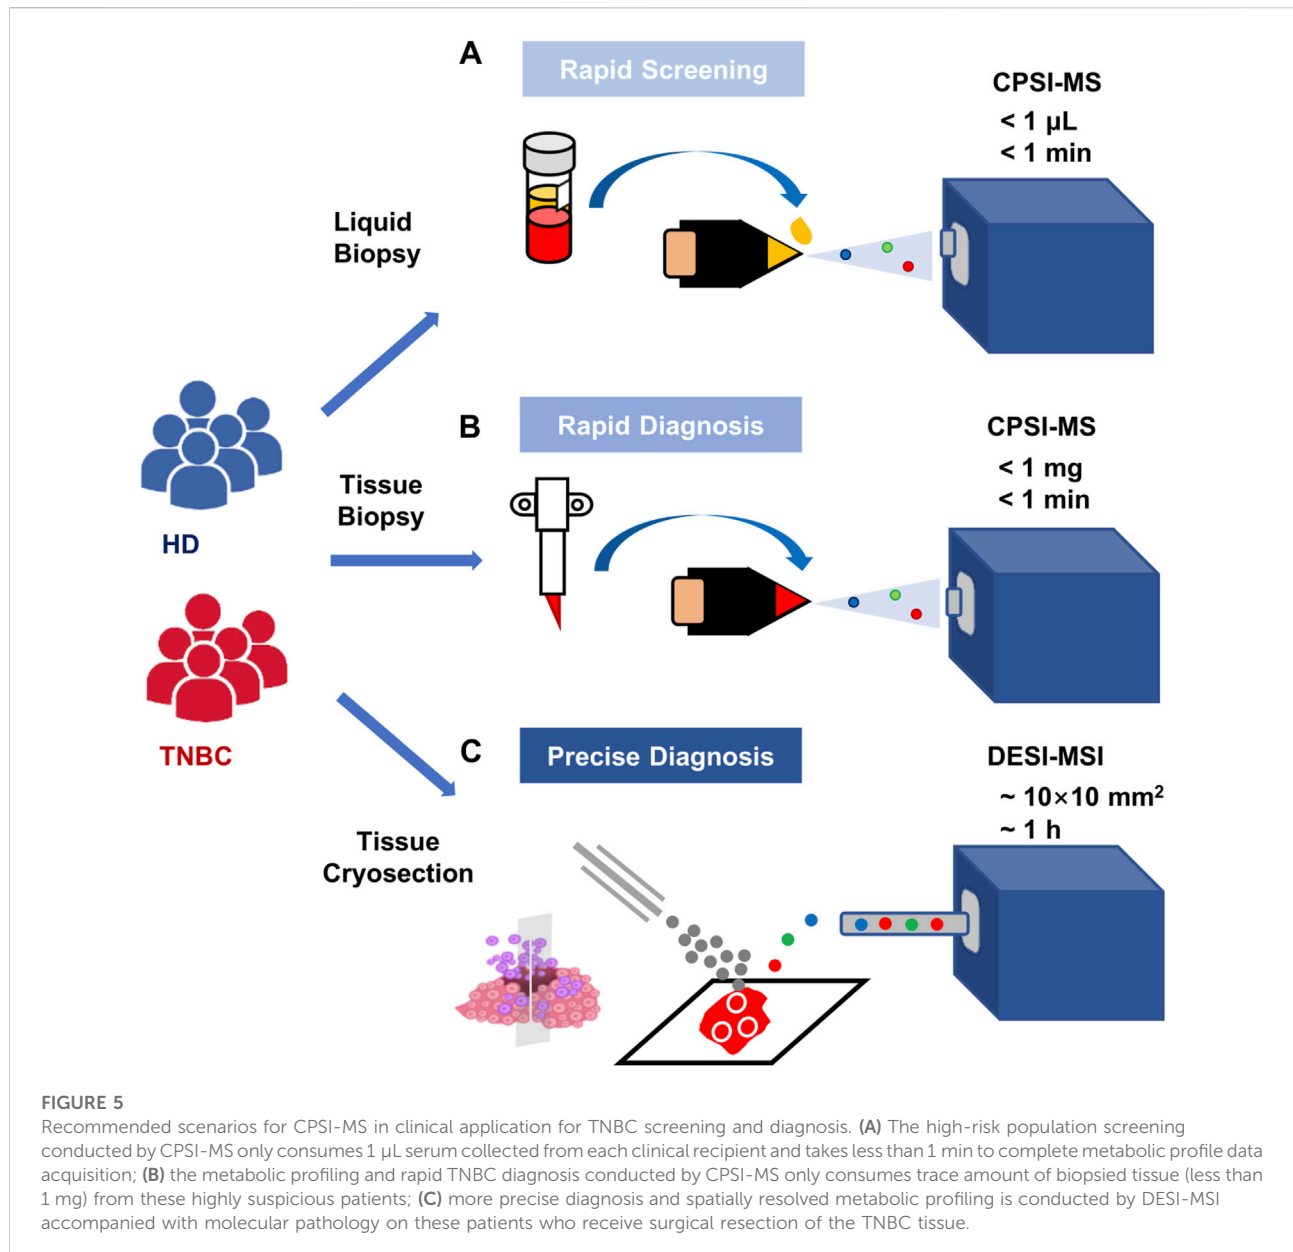 A
Rapid Screening
CPSI-MS
< 1 µL
< 1 min
Liquid
Biopsy
B
Rapid Diagnosis
CPSI-MS
< 1 mg
< 1 min
Tissue
Biopsy
HD
TNBC
C
Precise Diagnosis
DESI-MSI
~ 10×10 mm²
~ 1 h
Tissue
Cryosection
FIGURE 5
Recommended scenarios for CPSI-MS in clinical application for TNBC screening and diagnosis. (A) The high-risk population screening
conducted by CPSI-MS only consumes 1 µL serum collected from each clinical recipient and takes less than 1 min to complete metabolic profile data
acquisition; (B) the metabolic profiling and rapid TNBC diagnosis conducted by CPSI-MS only consumes trace amount of biopsied tissue (less than
1 mg) from these highly suspicious patients; (C) more precise diagnosis and spatially resolved metabolic profiling is conducted by DESI-MSI
accompanied with molecular pathology on these patients who receive surgical resection of the TNBC tissue.